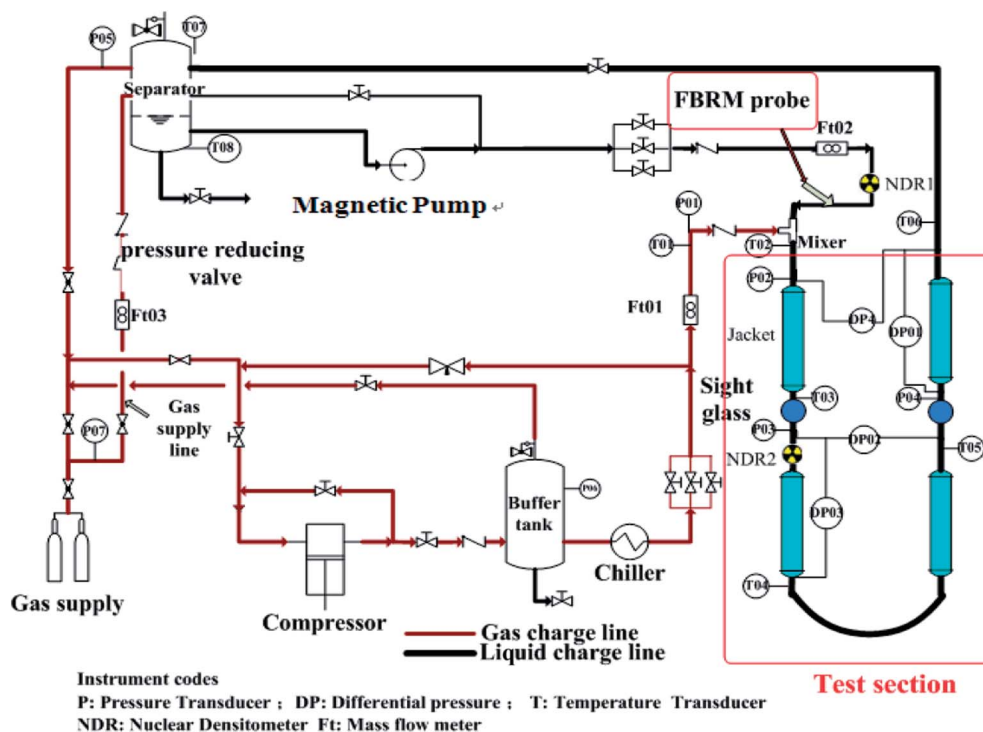 P05
T07
Separator
FBRM probe
Ft02
T08
NDR1
Magnetic Pump
P01
T06
T01
T02
Mixer
pressure reducing
valve
P02
Ft03
Ft01
DP4
DP01
Jacket
Sight
glass
T03
P04
Gas
supply
line
P03
DP02
P07
NDR2
T05
P06
Buffer
tank
DP03
Chiller
T04
Gas supply
Compressor
Gas charge line
Liquid charge line
Test section
Instrument codes
P: Pressure Transducer ; DP: Differential pressure ; T: Temperature Transducer
NDR: Nuclear Densitometer Ft: Mass flow meter